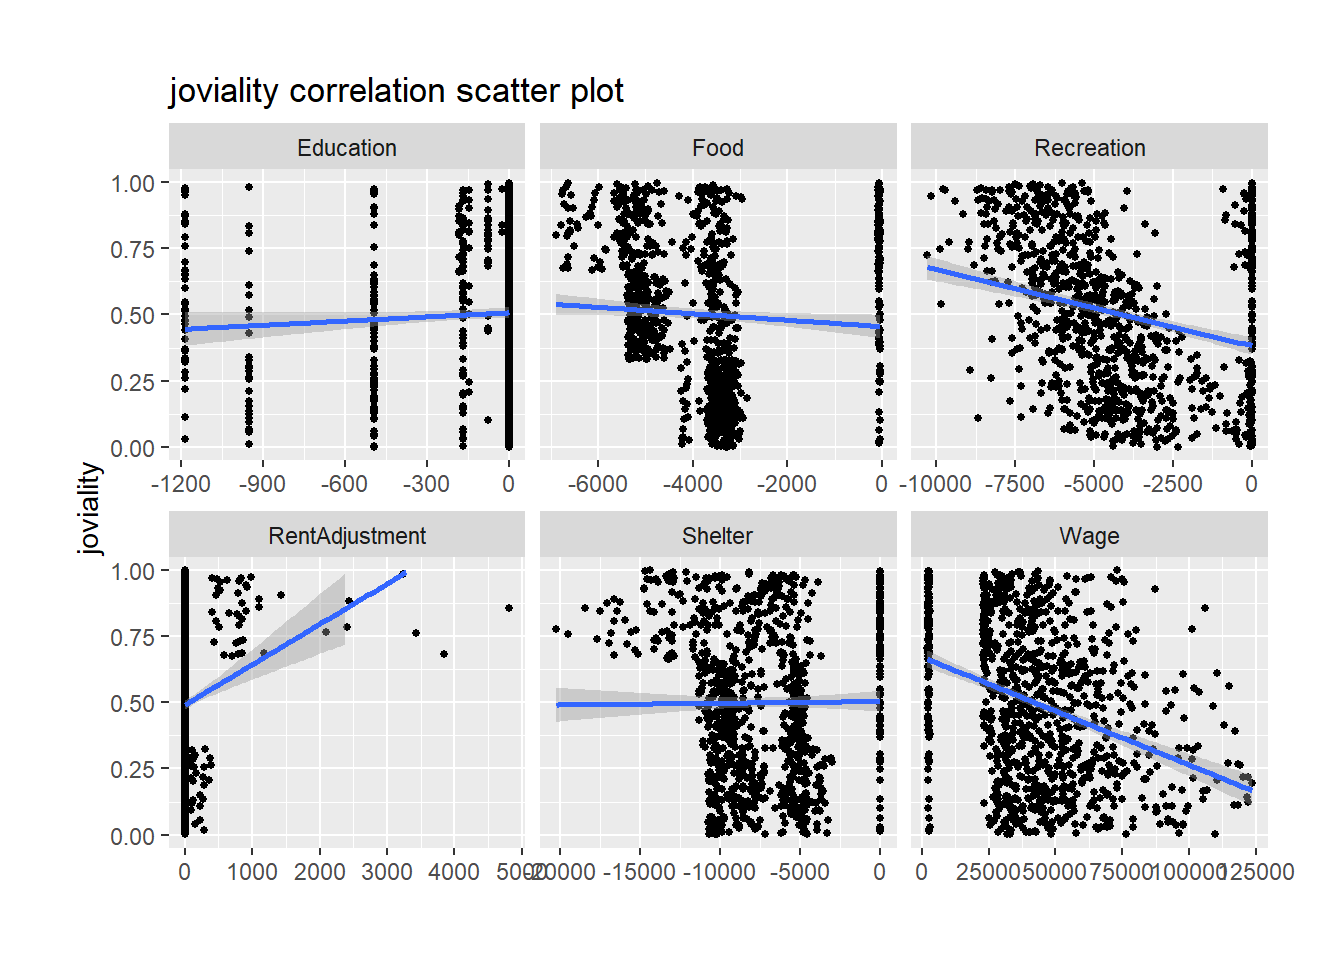 joviality correlation scatter plot
Education Food Recreation
1.00
0.75
0.50
0.25
0.00
-1200 -900 -600 -300 0 -6000 -4000 -2000 0 -10000 -7500 -5000 -2500 0
joviality
RentAdjustment Shelter Wage
1.00
0.75
0.50
0.25
0.00
0 1000 2000 3000 4000 5000 -20000 -15000 -10000 -5000 0 0 25000 50000 75000 100000 125000